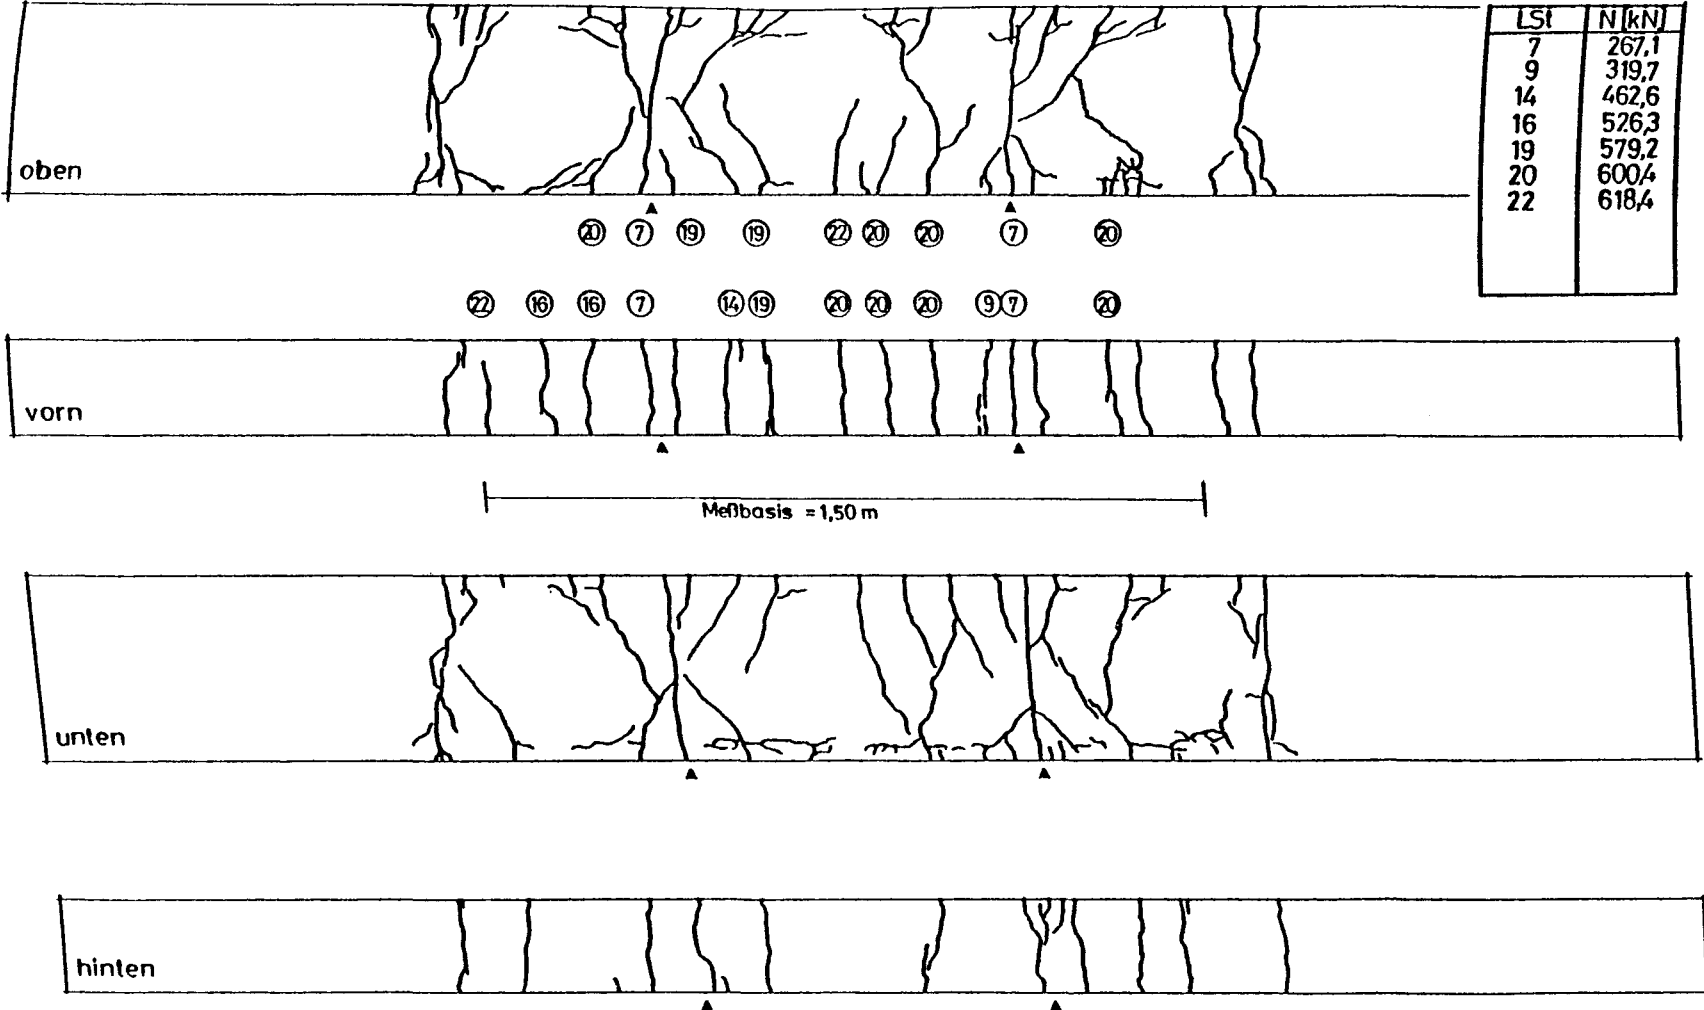 LSt N [kN]
7 267,1
9 319,7
14 462,6
16 526,3
19 579,2
20 600,4
22 618,4
oben
20 7 19 19 22 20 20 7 20
22 16 16 7 14 19 20 20 20 9 7 20
vorn
Meßbasis = 1,50 m
unten
hinten